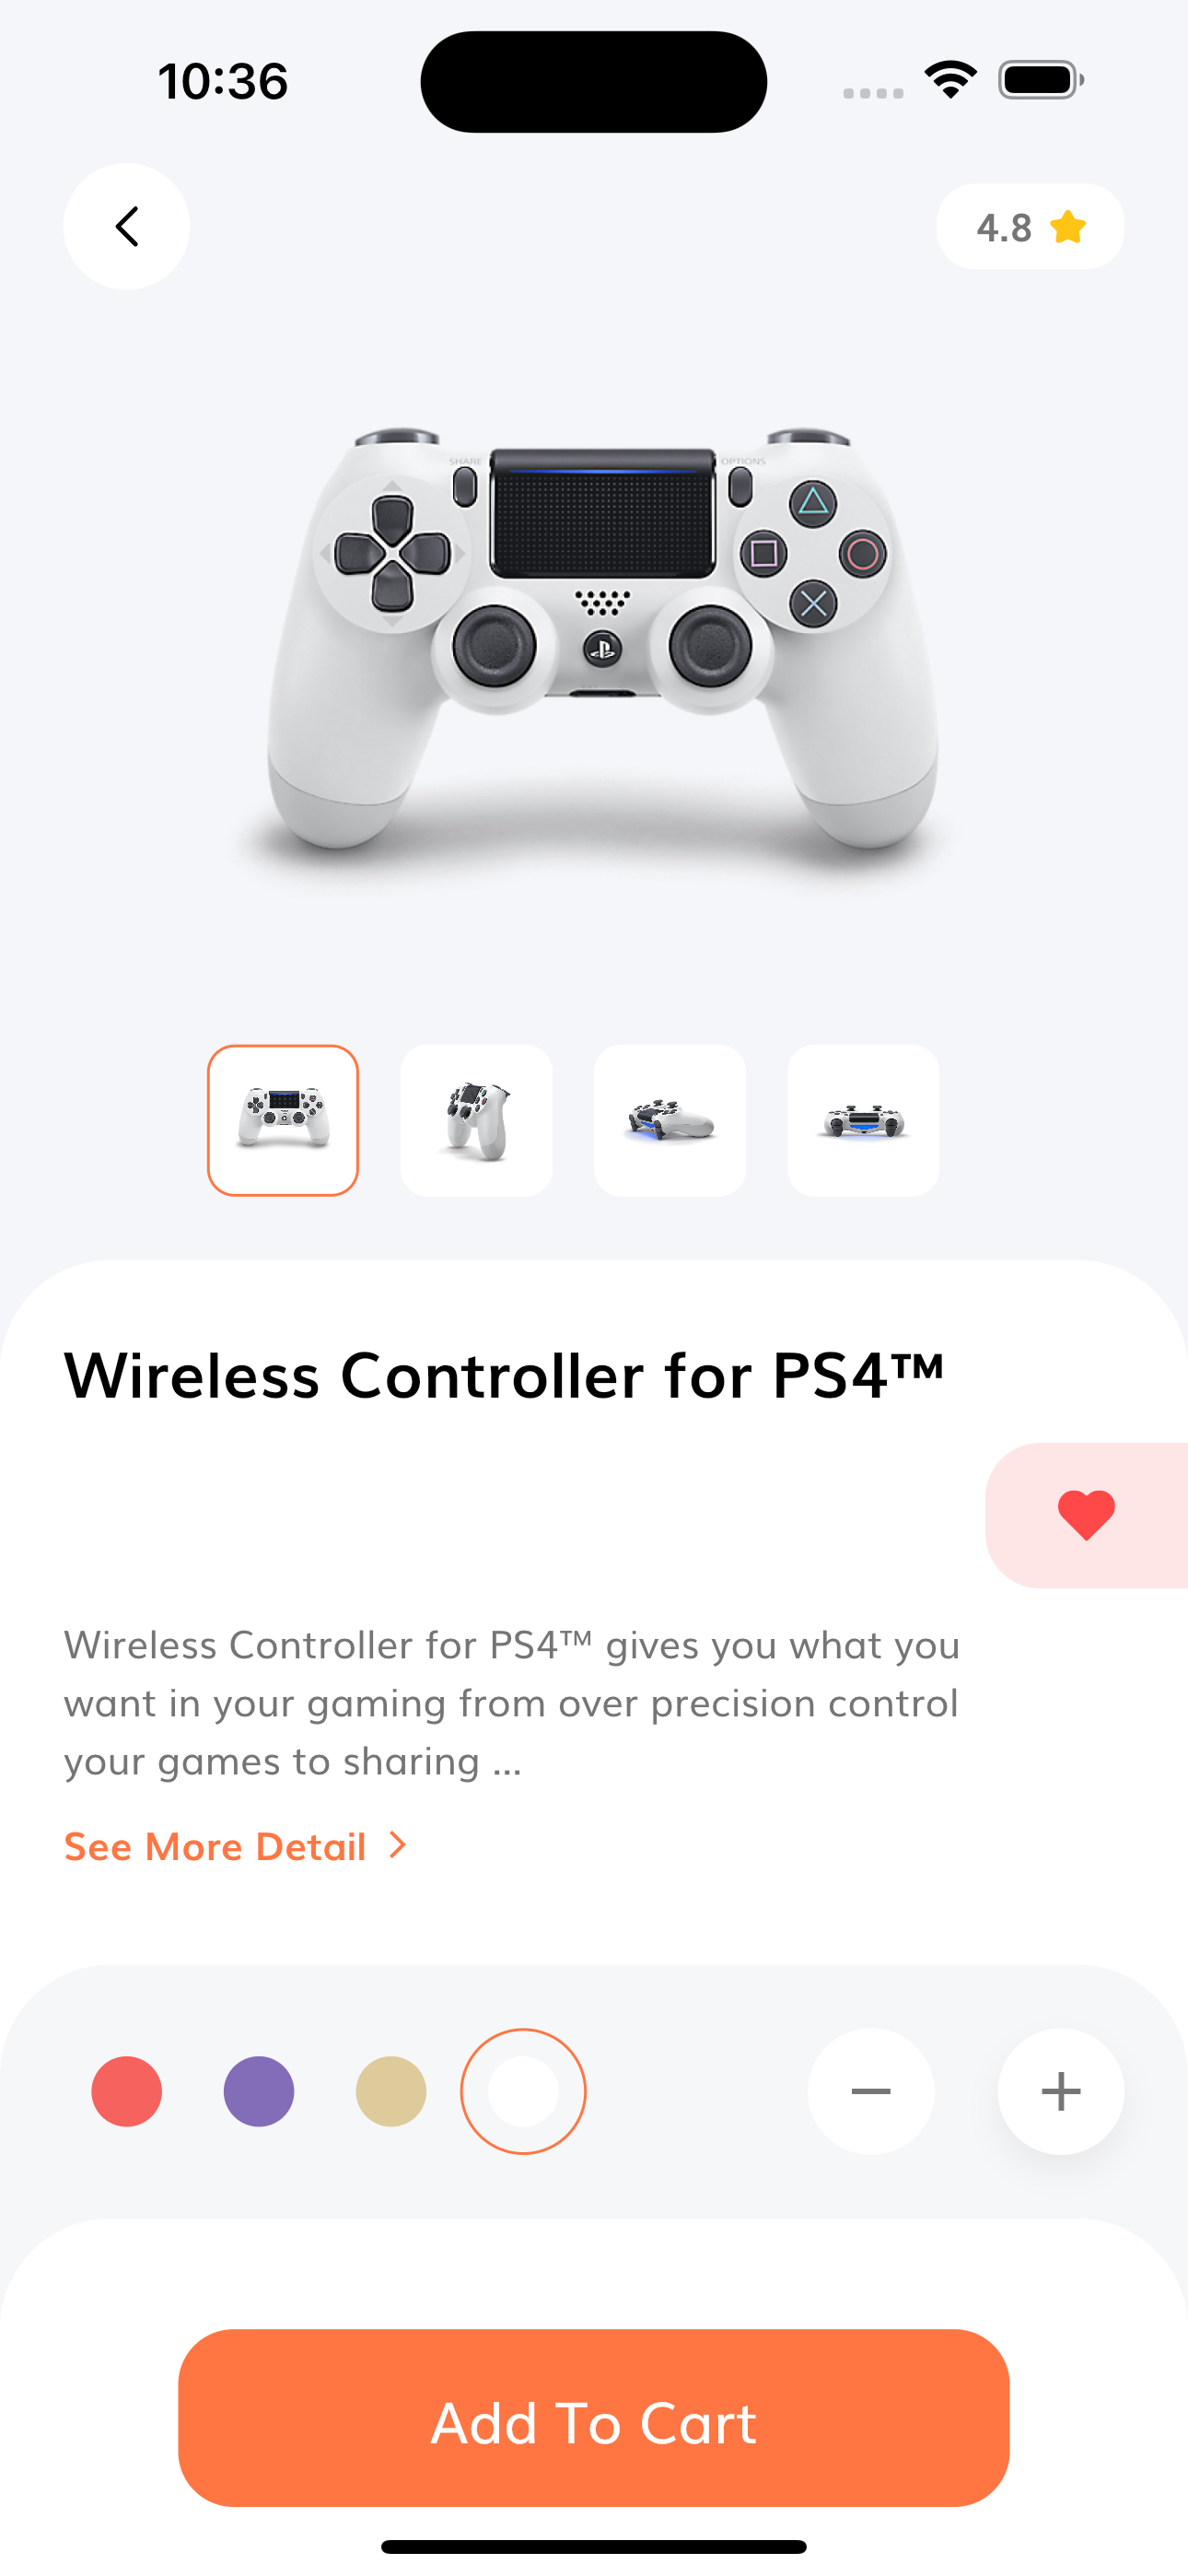 10:36
4.8
SHARE
OPTIONS
Wireless Controller for PS4™
Wireless Controller for PS4™ gives you what you
want in your gaming from over precision control
your games to sharing ...
See More Detail
Add To Cart